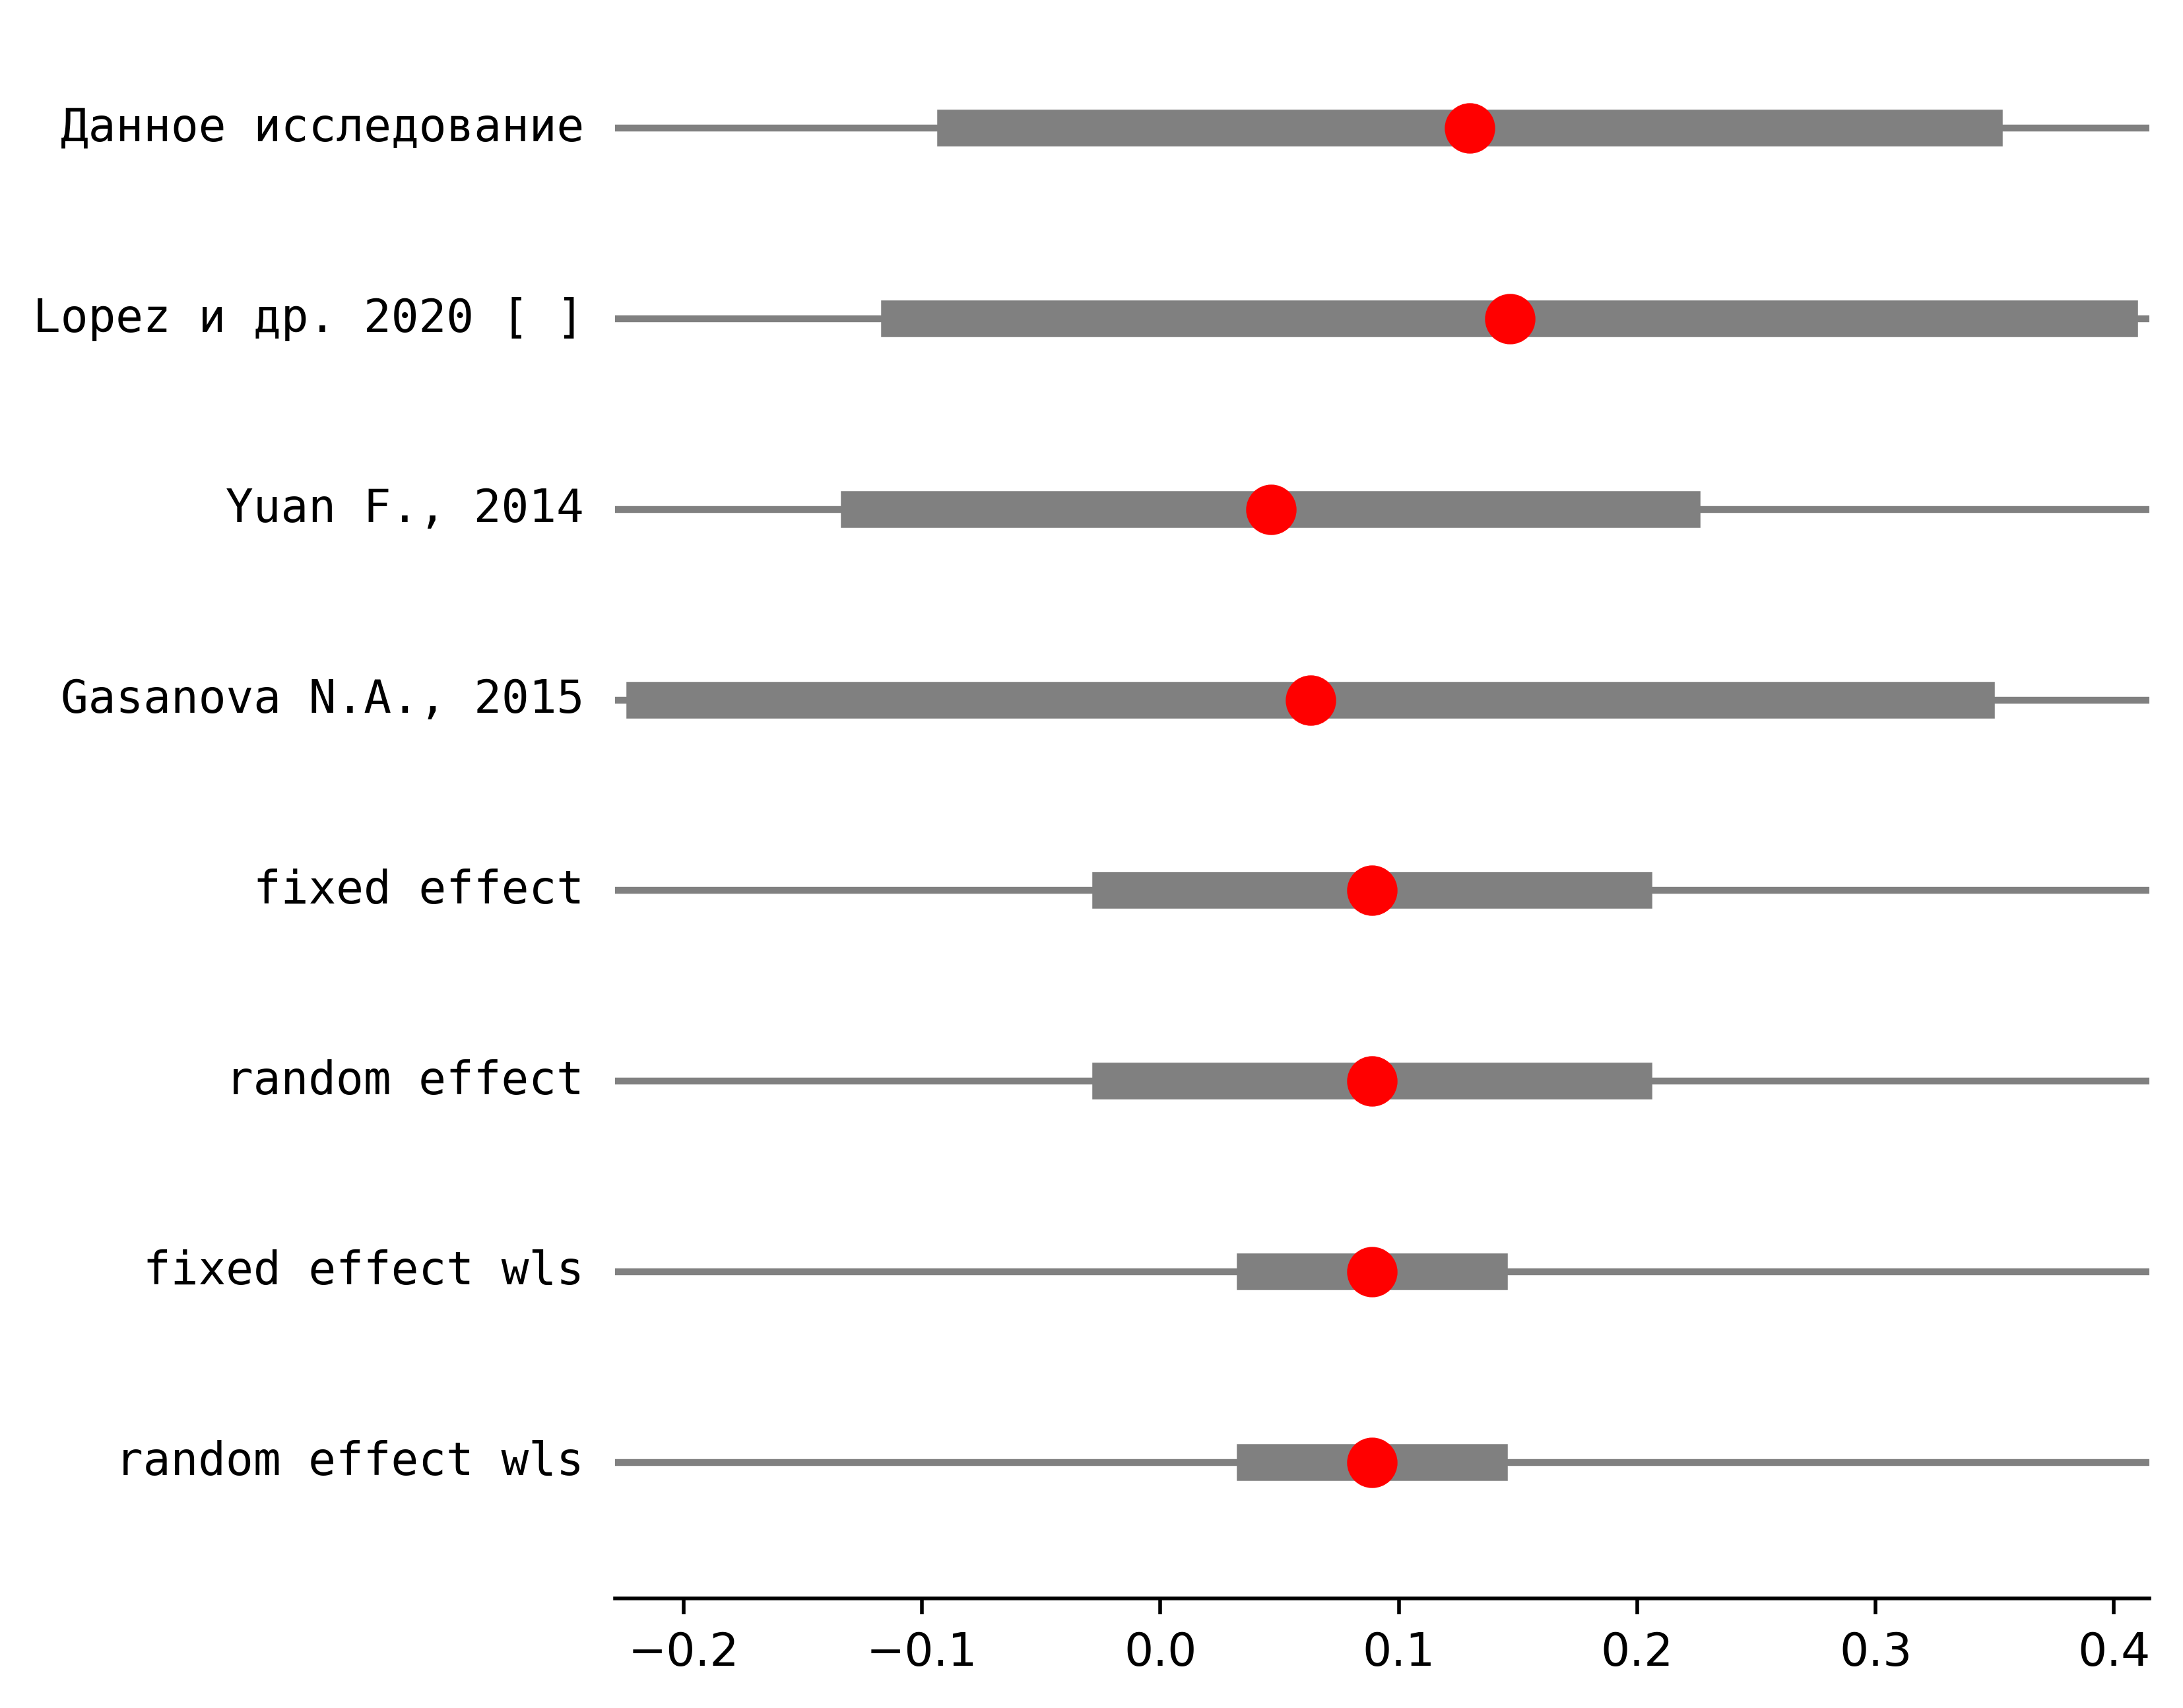 Данное исследование
Lopez и др. 2020 [ ]
Yuan F., 2014
Gasanova N.A., 2015
fixed effect
random effect
fixed effect wls
random effect wls
−0.2 −0.1 0.0 0.1 0.2 0.3 0.4